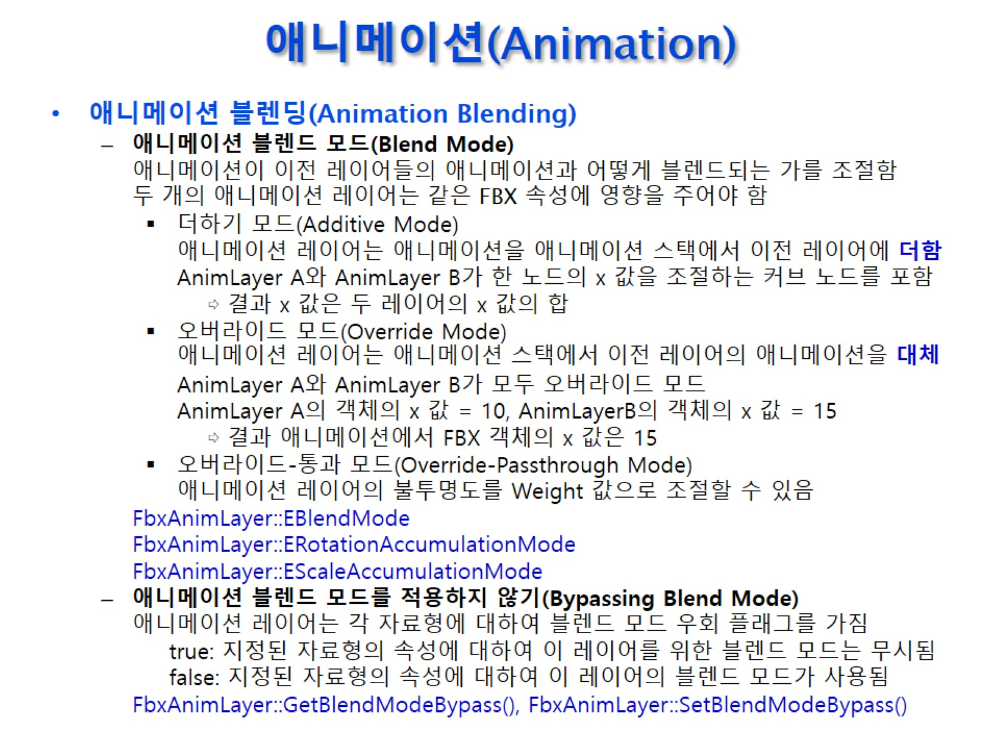 애니메이션(Animation)
• 애니메이션 블렌딩(Animation Blending)
– 애니메이션 블렌드 모드(Blend Mode)
애니메이션이 이전 레이어들의 애니메이션과 어떻게 블렌드되는 가를 조절함
두 개의 애니메이션 레이어는 같은 FBX 속성에 영향을 주어야 함
▪ 더하기 모드(Additive Mode)
애니메이션 레이어는 애니메이션을 애니메이션 스택에서 이전 레이어에 더함
AnimLayer A와 AnimLayer B가 한 노드의 x 값을 조절하는 커브 노드를 포함
⇨ 결과 x 값은 두 레이어의 x 값의 합
▪ 오버라이드 모드(Override Mode)
애니메이션 레이어는 애니메이션 스택에서 이전 레이어의 애니메이션을 대체
AnimLayer A와 AnimLayer B가 모두 오버라이드 모드
AnimLayer A의 객체의 x 값 = 10, AnimLayerB의 객체의 x 값 = 15
⇨ 결과 애니메이션에서 FBX 객체의 x 값은 15
▪ 오버라이드-통과 모드(Override-Passthrough Mode)
애니메이션 레이어의 불투명도를 Weight 값으로 조절할 수 있음
FbxAnimLayer::EBlendMode
FbxAnimLayer::ERotationAccumulationMode
FbxAnimLayer::EScaleAccumulationMode
– 애니메이션 블렌드 모드를 적용하지 않기(Bypassing Blend Mode)
애니메이션 레이어는 각 자료형에 대하여 블렌드 모드 우회 플래그를 가짐
true: 지정된 자료형의 속성에 대하여 이 레이어를 위한 블렌드 모드는 무시됨
false: 지정된 자료형의 속성에 대하여 이 레이어의 블렌드 모드가 사용됨
FbxAnimLayer::GetBlendModeBypass(), FbxAnimLayer::SetBlendModeBypass()